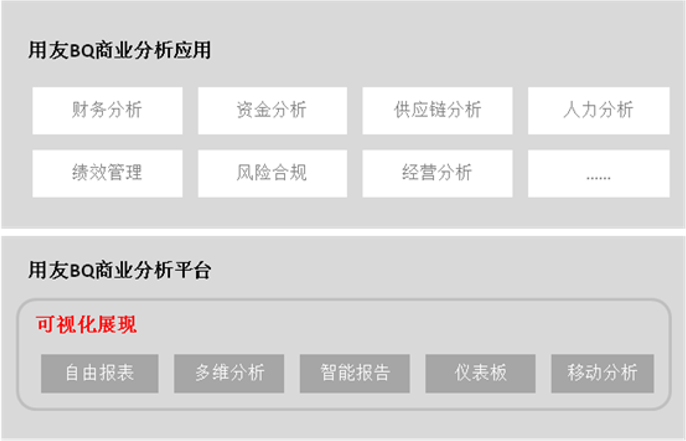 用友BQ商业分析应用
财务分析 资金分析 供应链分析 人力分析
绩效管理 风险合规 经营分析 ......
用友BQ商业分析平台
可视化展现
自由报表 多维分析 智能报告 仪表板 移动分析